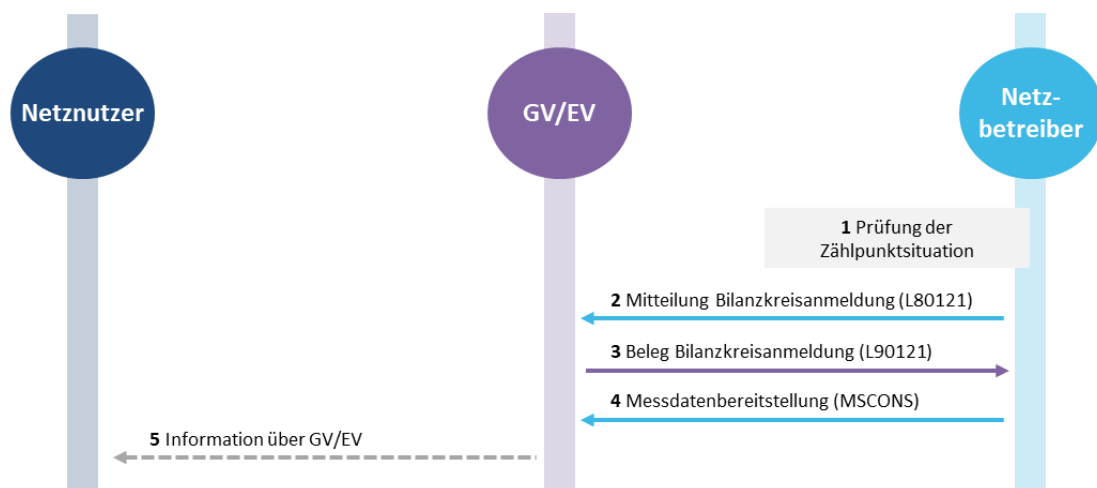 Netznutzer
GV/EV
Netz-
betreiber
1 Prüfung der
Zählpunktsituation
2 Mitteilung Bilanzkreisanmeldung (L80121)
3 Beleg Bilanzkreisanmeldung (L90121)
4 Messdatenbereitstellung (MSCONS)
5 Information über GV/EV